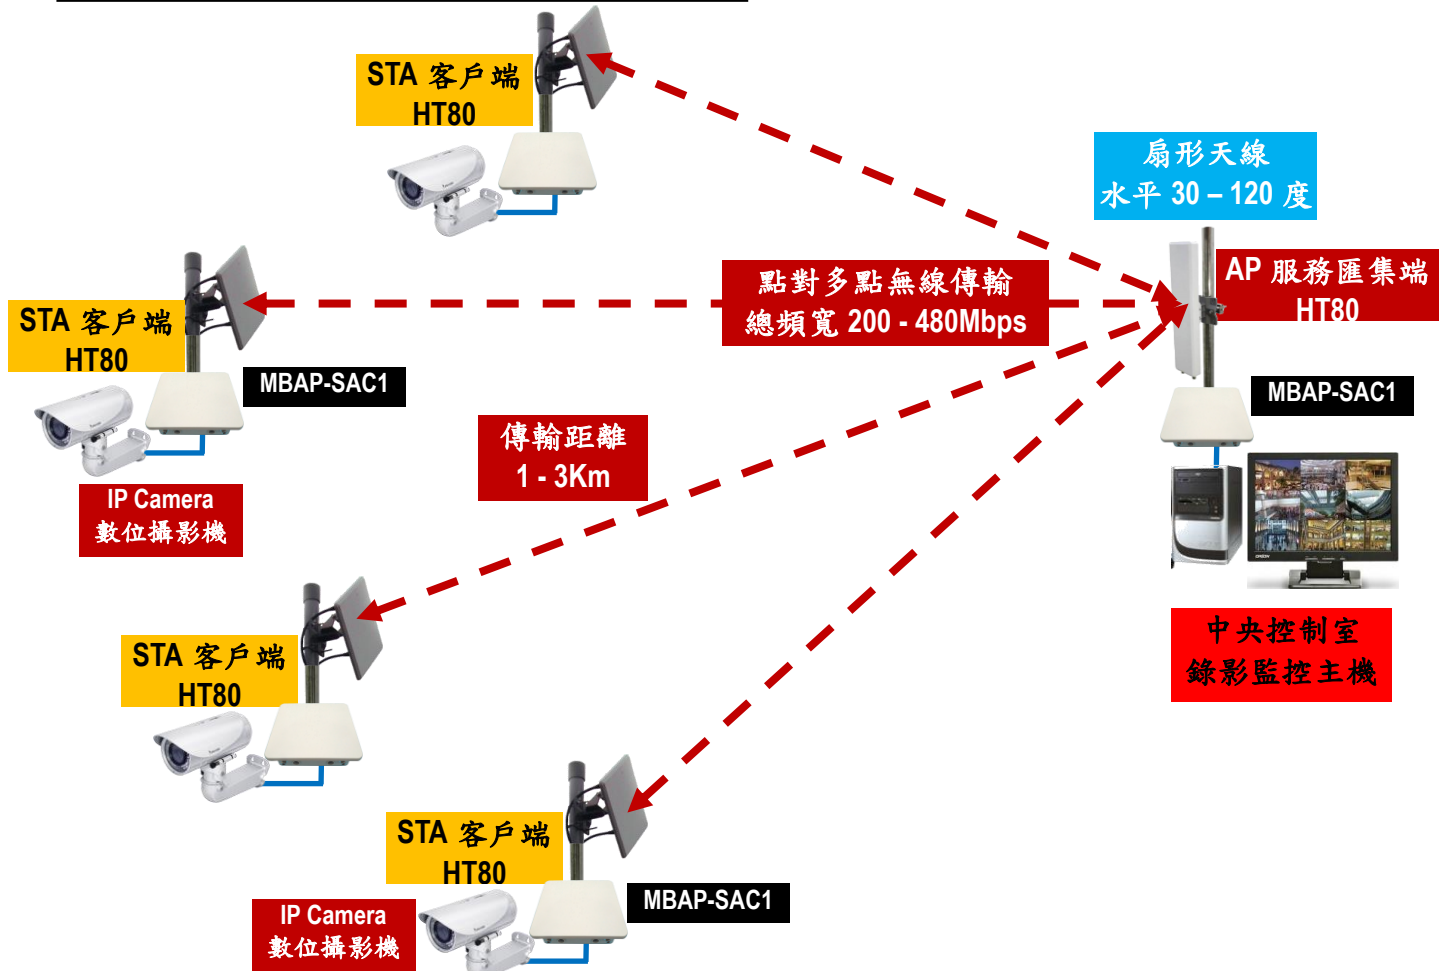 STA 客戶端
HT80
扇形天線
水平 30 – 120 度
點對多點無線傳輸
總頻寬 200 - 480Mbps
AP 服務匯集端
HT80
STA 客戶端
HT80
MBAP-SAC1
MBAP-SAC1
傳輸距離
1 - 3Km
IP Camera
數位攝影機
中央控制室
錄影監控主機
STA 客戶端
HT80
STA 客戶端
HT80
MBAP-SAC1
IP Camera
數位攝影機